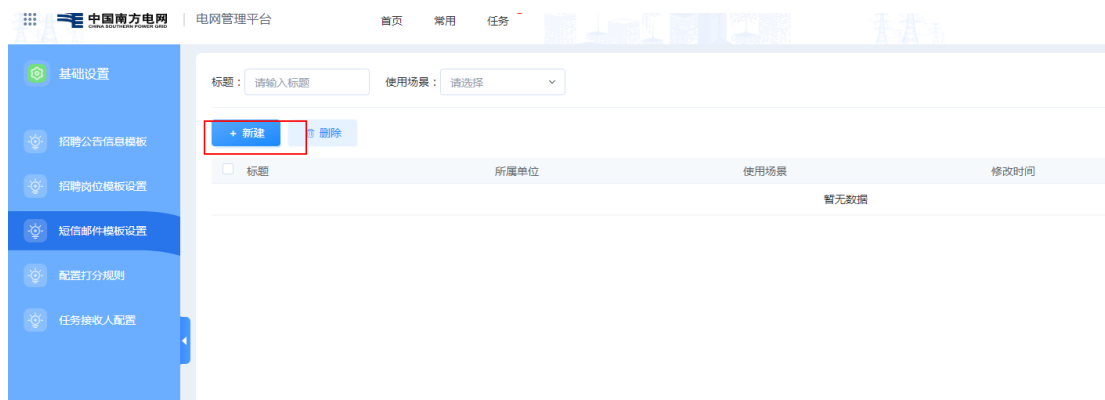 中国南方电网 电网管理平台 首页 常用 任务
CHINA SOUTHERN POWER GRID
基础设置
标题： 请输入标题 使用场景： 请选择
+ 新建 删除
招聘公告信息模板
标题 所属单位 使用场景 修改时间
招聘岗位模板设置
暂无数据
短信邮件模板设置
配置打分规则
任务接收人配置